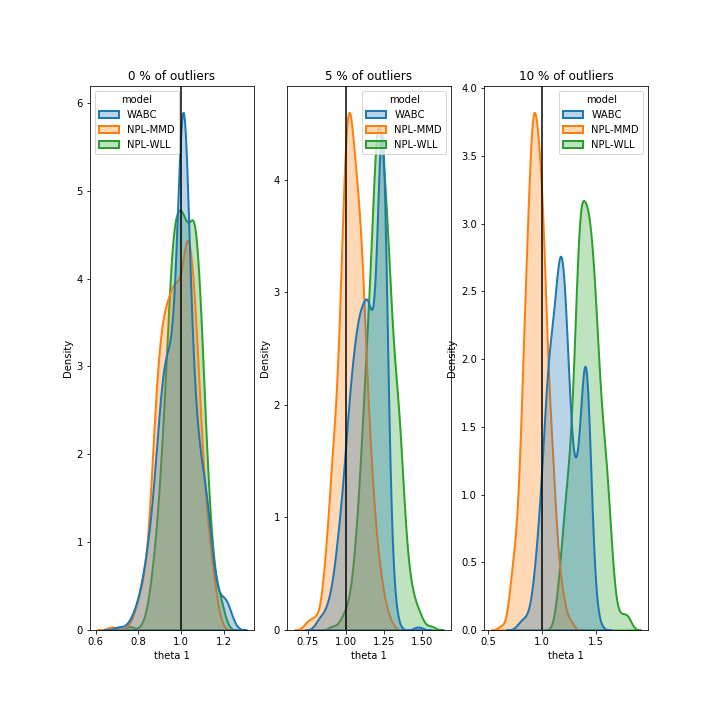 0 % of outliers
model
WABC
NPL-MMD
NPL-WLL
Density
6
5
4
3
2
1
0
0.6 0.8 1.0 1.2
theta 1
5 % of outliers
model
WABC
NPL-MMD
NPL-WLL
Density
4
3
2
1
0
0.75 1.00 1.25 1.50
theta 1
10 % of outliers
model
WABC
NPL-MMD
NPL-WLL
Density
4.0
3.5
3.0
2.5
2.0
1.5
1.0
0.5
0.0
0.5 1.0 1.5
theta 1